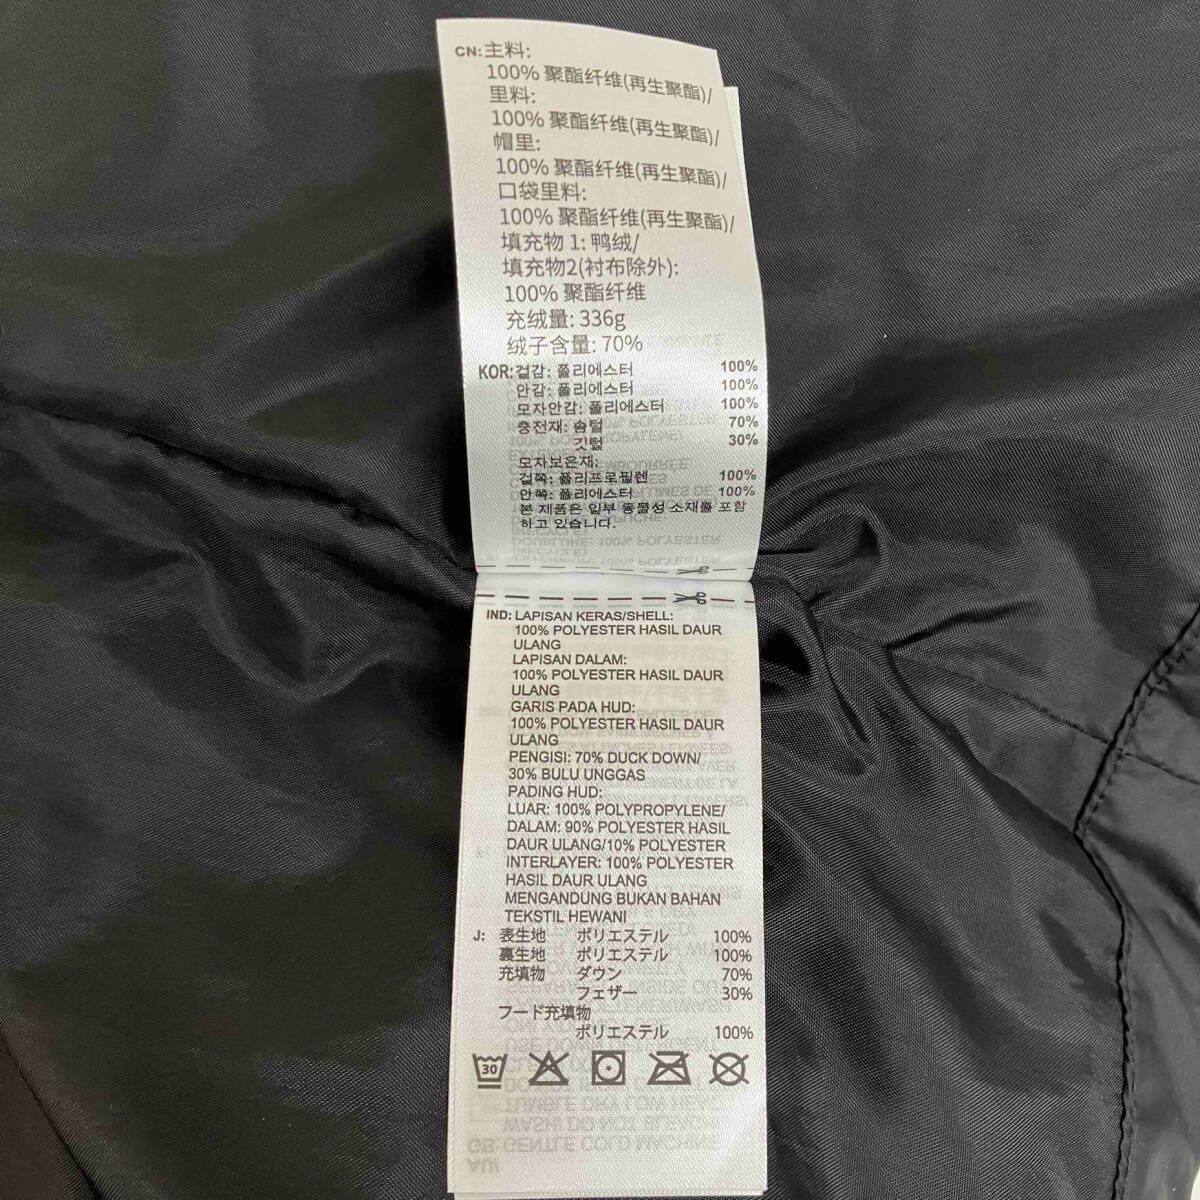 CN:主料:
100% 聚酯纤维(再生聚酯)/
里料:
100% 聚酯纤维(再生聚酯)/
帽里:
100% 聚酯纤维(再生聚酯)/
口袋里料:
100% 聚酯纤维(再生聚酯)/
填充物 1: 鸭绒/
填充物2(衬布除外):
100% 聚酯纤维
充绒量: 336g
绒子含量: 70%
KOR: 겉감: 폴리에스터 100%
안감: 폴리에스터 100%
모자안감: 폴리에스터 100%
충전재: 솜털 70%
깃털 30%
모자보온재:
겉쪽: 폴리프로필렌 100%
안쪽: 폴리에스터 100%
본 제품은 일부 동물성 소재를 포함
하고 있습니다.
IND: LAPISAN KERAS/SHELL:
100% POLYESTER HASIL DAUR
ULANG
LAPISAN DALAM:
100% POLYESTER HASIL DAUR
ULANG
GARIS PADA HUD:
100% POLYESTER HASIL DAUR
ULANG
PENGISI: 70% DUCK DOWN/
30% BULU UNGGAS
PADING HUD:
LUAR: 100% POLYPROPYLENE/
DALAM: 90% POLYESTER HASIL
DAUR ULANG/10% POLYESTER
INTERLAYER: 100% POLYESTER
HASIL DAUR ULANG
MENGANDUNG BUKAN BAHAN
TEKSTIL HEWANI
J: 表生地 ポリエステル 100%
裏生地 ポリエステル 100%
充填物 ダウン 70%
フェザー 30%
フード充填物
ポリエステル 100%
30